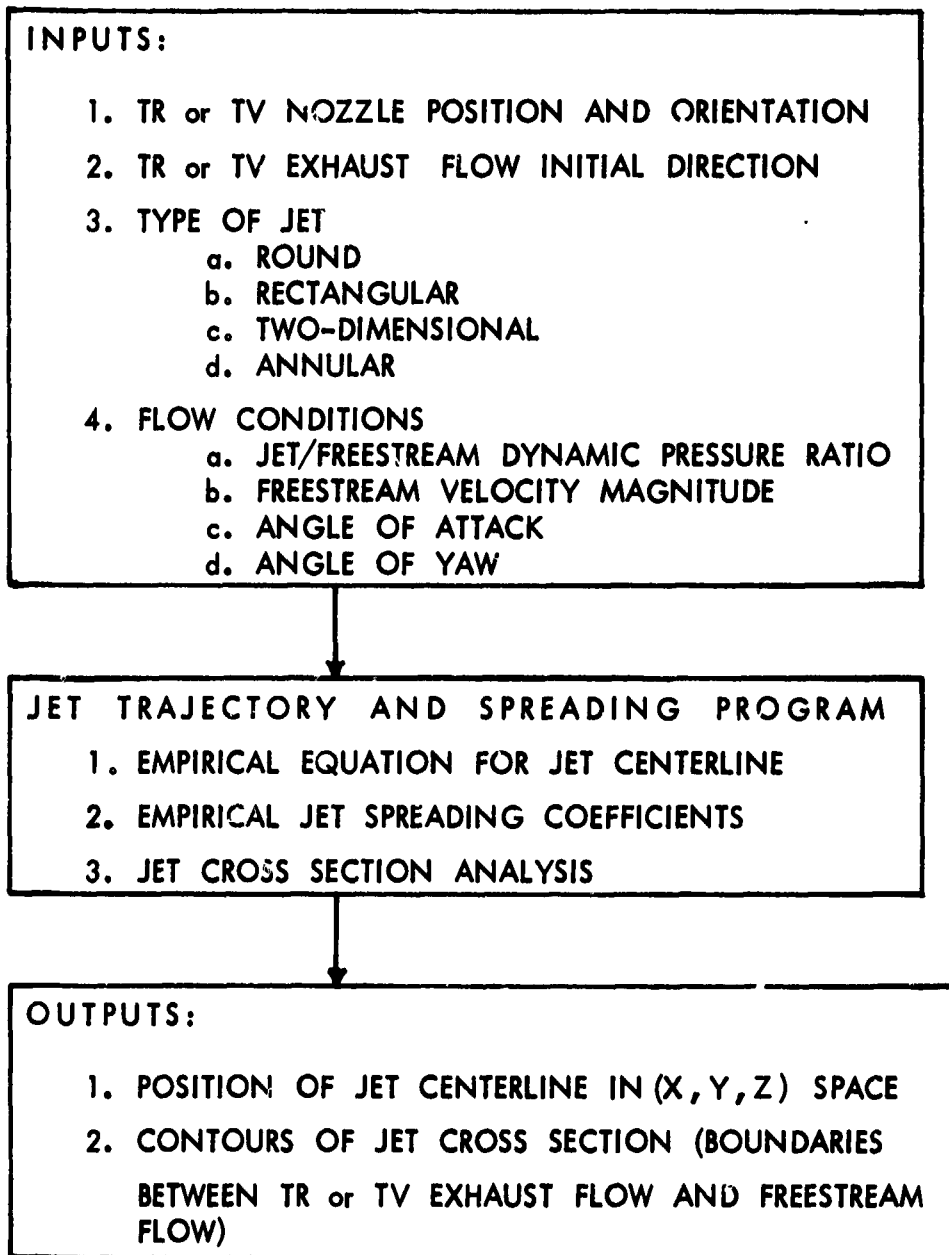 INPUTS:
1. TR or TV NOZZLE POSITION AND ORIENTATION
2. TR or TV EXHAUST FLOW INITIAL DIRECTION
3. TYPE OF JET
a. ROUND
b. RECTANGULAR
c. TWO-DIMENSIONAL
d. ANNULAR
4. FLOW CONDITIONS
a. JET/FREESTREAM DYNAMIC PRESSURE RATIO
b. FREESTREAM VELOCITY MAGNITUDE
c. ANGLE OF ATTACK
d. ANGLE OF YAW
JET TRAJECTORY AND SPREADING PROGRAM
1. EMPIRICAL EQUATION FOR JET CENTERLINE
2. EMPIRICAL JET SPREADING COEFFICIENTS
3. JET CROSS SECTION ANALYSIS
OUTPUTS:
1. POSITION OF JET CENTERLINE IN (X,Y,Z) SPACE
2. CONTOURS OF JET CROSS SECTION (BOUNDARIES
BETWEEN TR or TV EXHAUST FLOW AND FREESTREAM
FLOW)